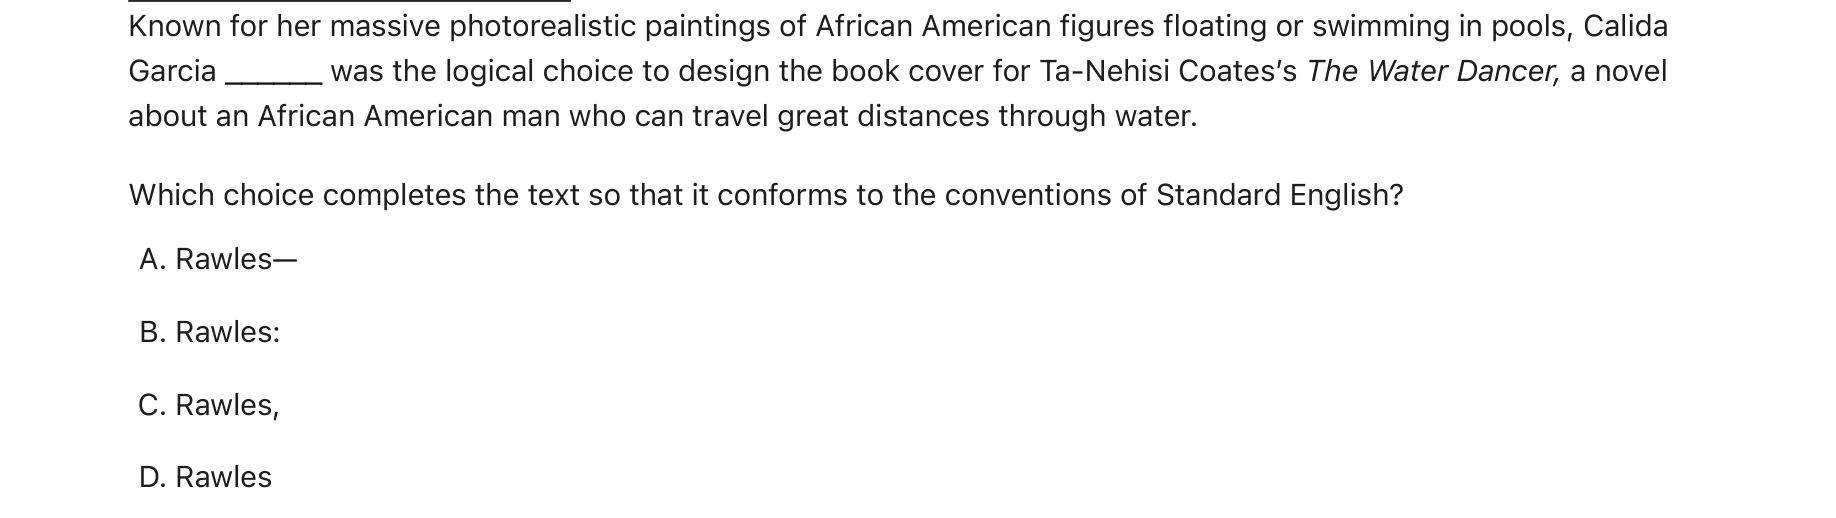 Known for her massive photorealistic paintings of African American figures floating or swimming in pools, Calida
Garcia ______ was the logical choice to design the book cover for Ta-Nehisi Coates’s The Water Dancer, a novel
about an African American man who can travel great distances through water.
Which choice completes the text so that it conforms to the conventions of Standard English?
A. Rawles—
B. Rawles:
C. Rawles,
D. Rawles